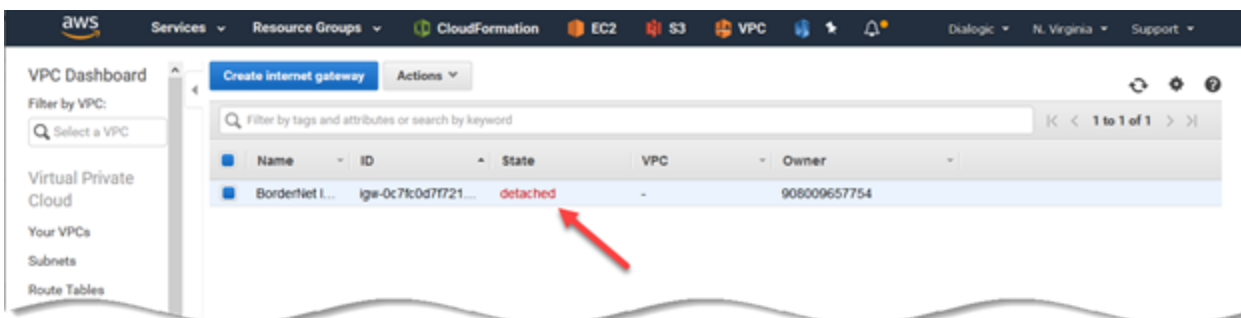 aws Services Resource Groups CloudFormation EC2 S3 VPC Dialogic N. Virginia Support
VPC Dashboard
Filter by VPC:
Select a VPC
Virtual Private
Cloud
Your VPCs
Subnets
Route Tables
Create internet gateway Actions
Filter by tags and attributes or search by keyword 1 to 1 of 1
Name ID State VPC Owner
BorderNet I... igw-0c7fc0d7f721... detached - 908009657754